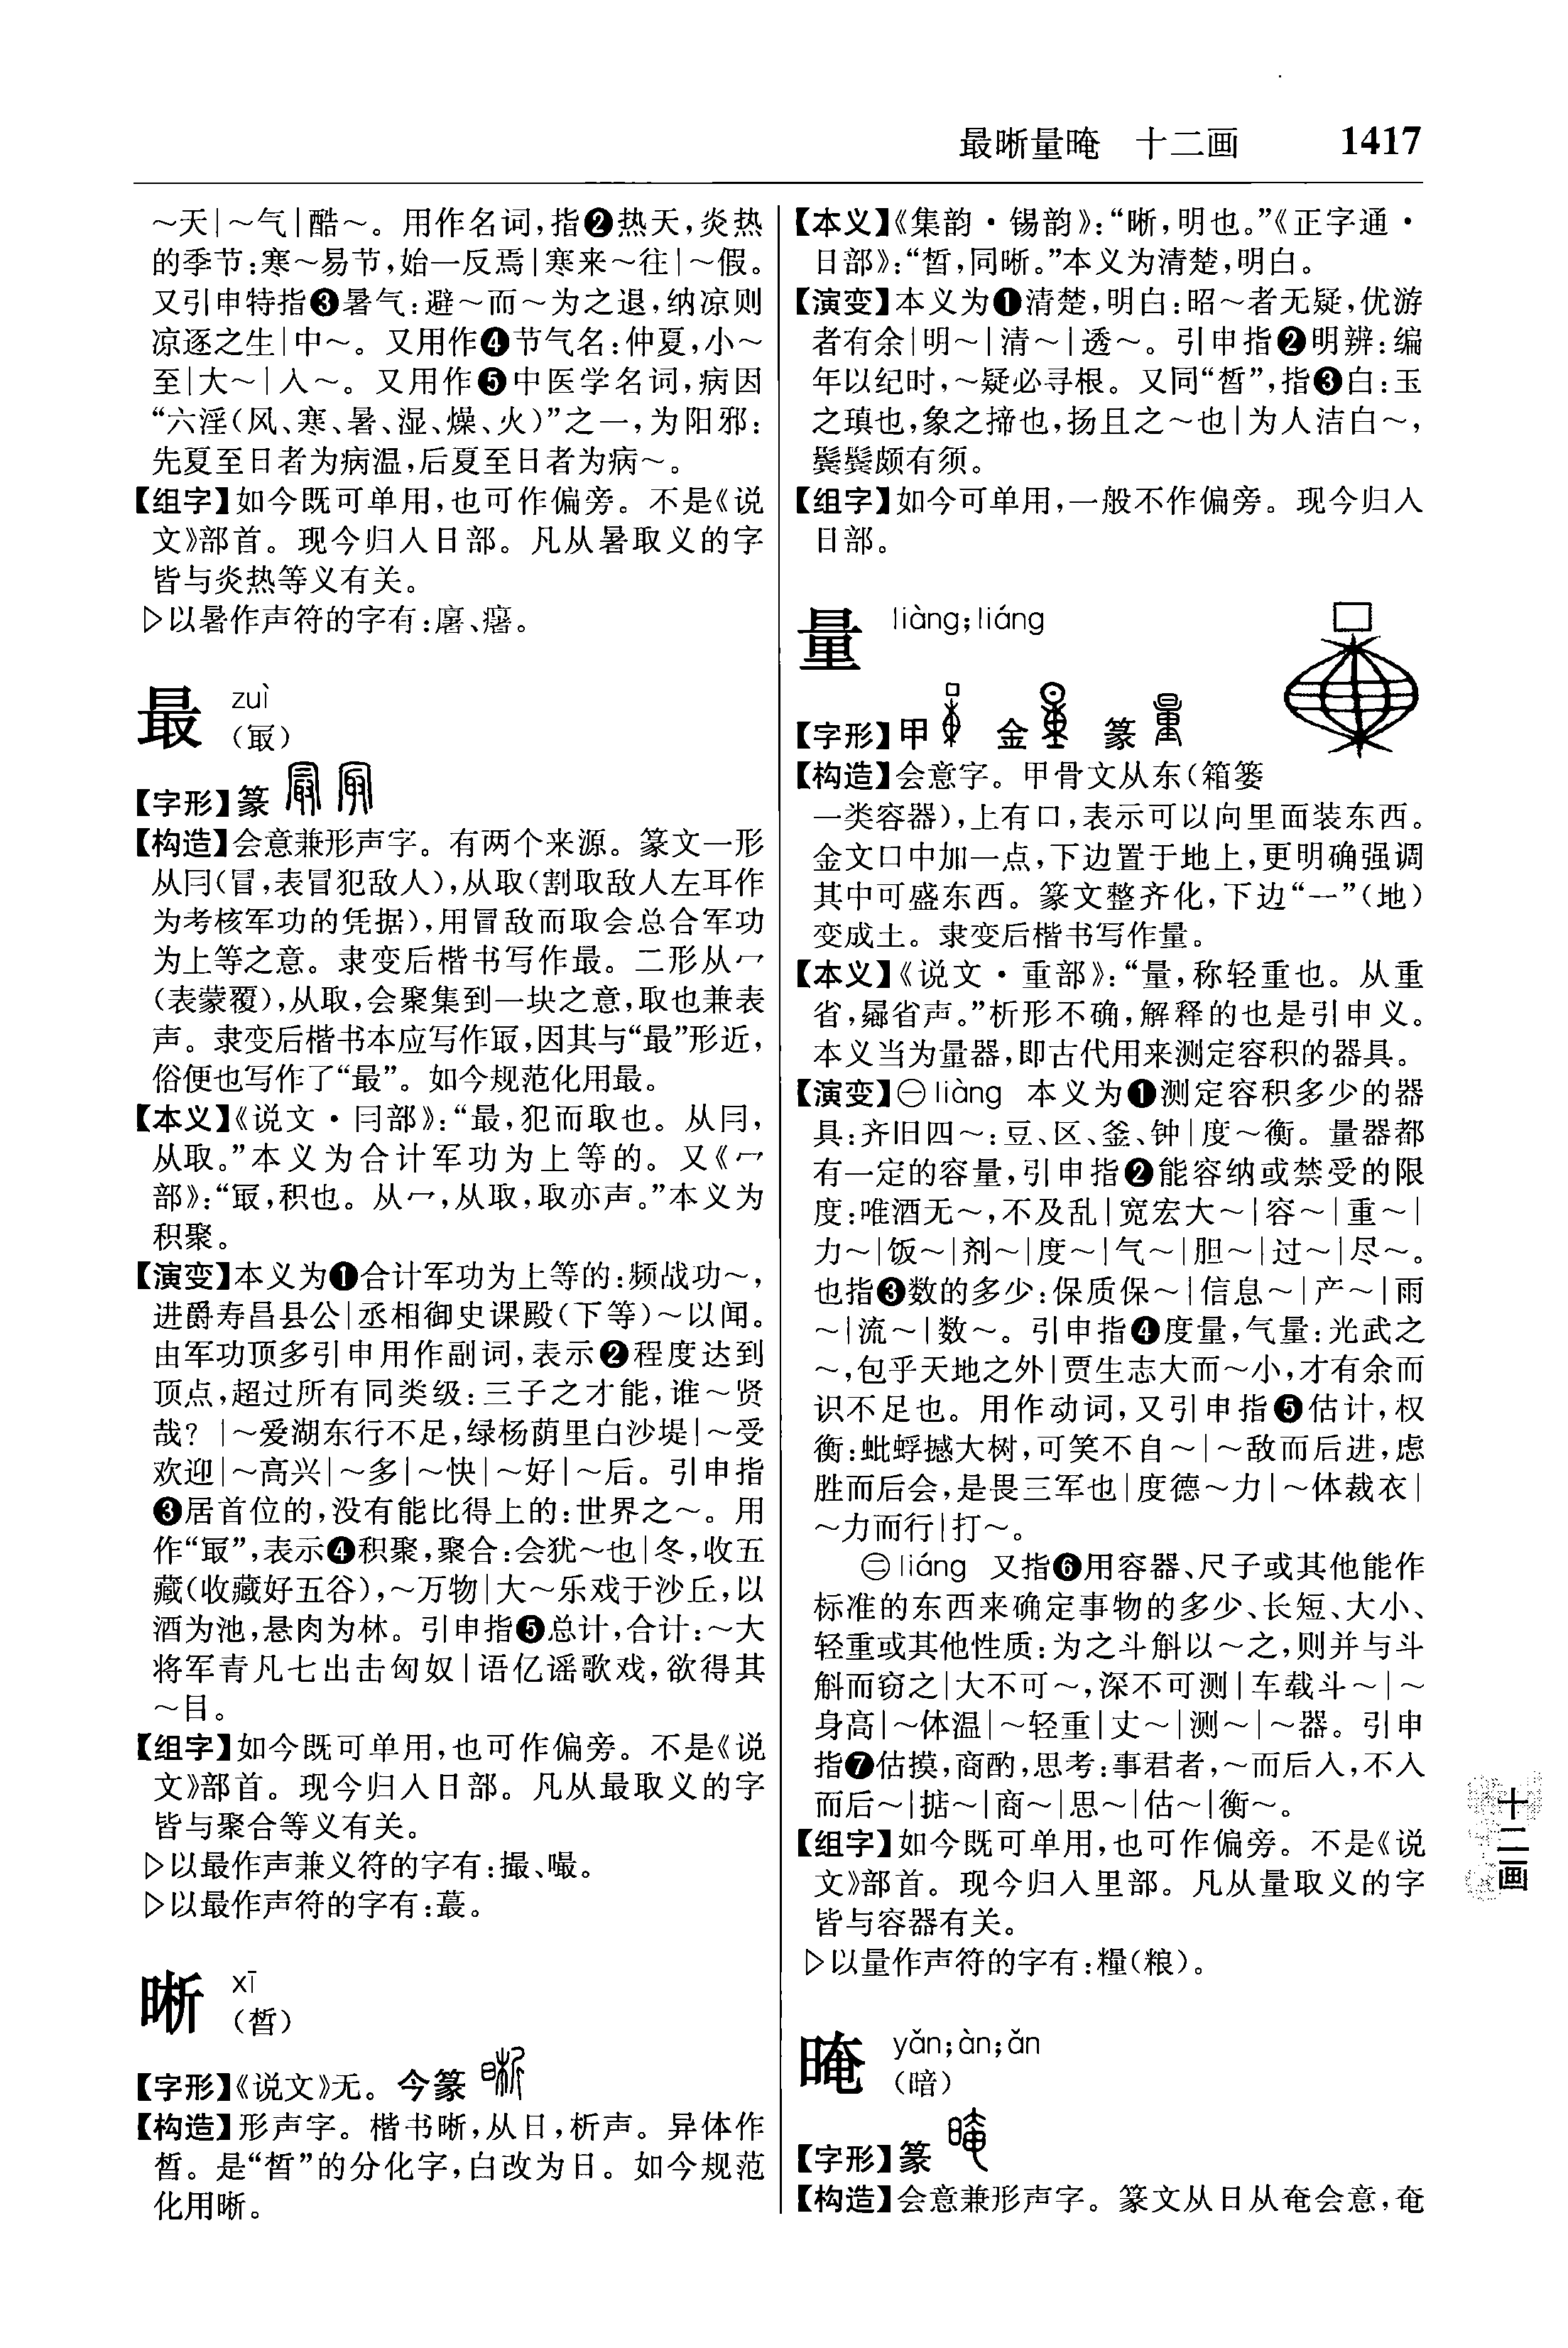 最晰量晻　十二画　1417
～天|～气|酷～。用作名词,指❷热天,炎热
的季节:寒～易节,始一反焉|寒来～往|～假。
又引申特指❸暑气:避～而～为之退,纳凉则
凉逐之生|中～。又用作❹节气名:仲夏,小～
至|大～|入～。又用作❺中医学名词,病因
“六淫(风、寒、暑、湿、燥、火)”之一,为阳邪:
先夏至日者为病温,后夏至日者为病～。
【组字】如今既可单用,也可作偏旁。不是《说
文》部首。现今归入日部。凡从暑取义的字
皆与炎热等义有关。
▷以暑作声符的字有:㕑、癙。
最 zuì
(冣)
【字形】篆
【构造】会意兼形声字。有两个来源。篆文一形
从冃(冒,表冒犯敌人),从取(割取敌人左耳作
为考核军功的凭据),用冒敌而取会总合军功
为上等之意。隶变后楷书写作最。二形从冖
(表蒙覆),从取,会聚集到一块之意,取也兼表
声。隶变后楷书本应写作冣,因其与“最”形近,
俗便也写作了“最”。如今规范化用最。
【本义】《说文·冃部》:“最,犯而取也。从冃,
从取。”本义为合计军功为上等的。又《冖
部》:“冣,积也。从冖,从取,取亦声。”本义为
积聚。
【演变】本义为❶合计军功为上等的:频战功～,
进爵寿昌县公|丞相御史课殿(下等)～以闻。
由军功顶多引申用作副词,表示❷程度达到
顶点,超过所有同类级:三子之才能,谁～贤
哉?|～爱湖东行不足,绿杨荫里白沙堤|～受
欢迎|～高兴|～多|～快|～好|～后。引申指
❸居首位的,没有能比得上的:世界之～。用
作“冣”,表示❹积聚,聚合:会犹～也|冬,收五
藏(收藏好五谷),～万物|大～乐戏于沙丘,以
酒为池,悬肉为林。引申指❺总计,合计:～大
将军青凡七出击匈奴|语亿谣歌戏,欲得其
～目。
【组字】如今既可单用,也可作偏旁。不是《说
文》部首。现今归入日部。凡从最取义的字
皆与聚合等义有关。
▷以最作声兼义符的字有:撮、嘬。
▷以最作声符的字有:蕞。
晰 xī
(晳)
【字形】《说文》无。今篆
【构造】形声字。楷书晰,从日,析声。异体作
晳。是“皙”的分化字,白改为日。如今规范
化用晰。
【本义】《集韵·锡韵》:“晰,明也。”《正字通·
日部》:“晳,同晰。”本义为清楚,明白。
【演变】本义为❶清楚,明白:昭～者无疑,优游
者有余|明～|清～|透～。引申指❷明辨:编
年以纪时,～疑必寻根。又同“皙”,指❸白:玉
之瑱也,象之揥也,扬且之～也|为人洁白～,
鬑鬑颇有须。
【组字】如今可单用,一般不作偏旁。现今归入
日部。
量 liàng;liáng
【字形】甲 金 篆
【构造】会意字。甲骨文从东(箱篓
一类容器),上有口,表示可以向里面装东西。
金文口中加一点,下边置于地上,更明确强调
其中可盛东西。篆文整齐化,下边“一”(地)
变成土。隶变后楷书写作量。
【本义】《说文·重部》:“量,称轻重也。从重
省,曏省声。”析形不确,解释的也是引申义。
本义当为量器,即古代用来测定容积的器具。
【演变】㊀liàng 本义为❶测定容积多少的器
具:齐旧四～:豆、区、釜、钟|度～衡。量器都
有一定的容量,引申指❷能容纳或禁受的限
度:唯酒无～,不及乱|宽宏大～|容～|重～|
力～|饭～|剂～|度～|气～|胆～|过～|尽～。
也指❸数的多少:保质保～|信息～|产～|雨
～|流～|数～。引申指❹度量,气量:光武之
～,包乎天地之外|贾生志大而～小,才有余而
识不足也。用作动词,又引申指❺估计,权
衡:蚍蜉撼大树,可笑不自～|～敌而后进,虑
胜而后会,是畏三军也|度德～力|～体裁衣|
～力而行|打～。
㊁liáng 又指❻用容器、尺子或其他能作
标准的东西来确定事物的多少、长短、大小、
轻重或其他性质:为之斗斛以～之,则并与斗
斛而窃之|大不可～,深不可测|车载斗～|～
身高|～体温|～轻重|丈～|测～|～器。引申
指❼估摸,商酌,思考:事君者,～而后入,不入
而后～|掂～|商～|思～|估～|衡～。
【组字】如今既可单用,也可作偏旁。不是《说
文》部首。现今归入里部。凡从量取义的字
皆与容器有关。
▷以量作声符的字有:糧(粮)。
晻 yǎn;àn;ǎn
(暗)
【字形】篆
【构造】会意兼形声字。篆文从日从奄会意,奄
十二画